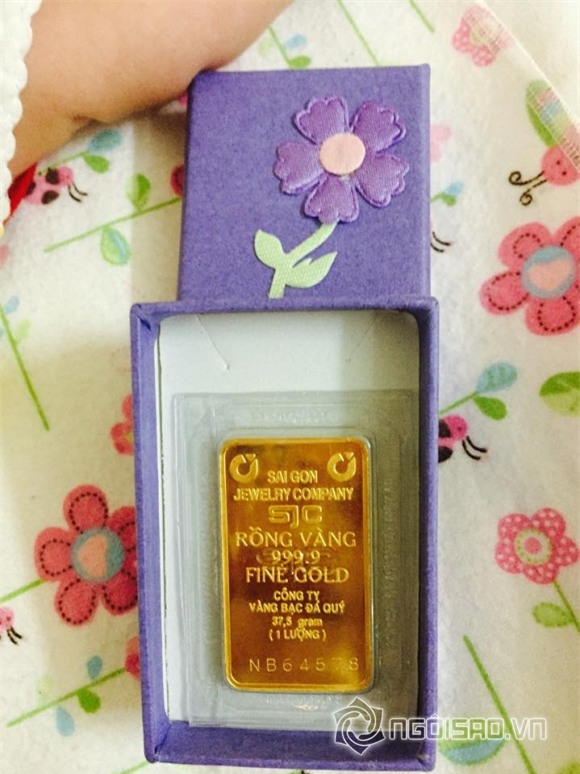 SAI GON
JEWELRY COMPANY
SJC
RỒNG VÀNG
999.9
FINE GOLD
CÔNG TY
VÀNG BẠC ĐÁ QUÝ
37,5 gram
( 1 LƯỢNG )
NB64578
NGÔISAO.VN